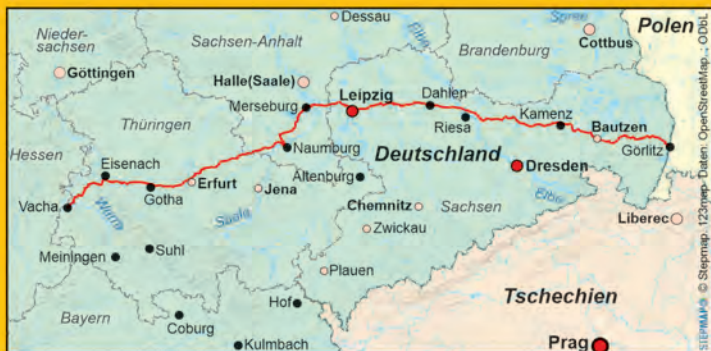 Dessau
Polen
Nieder-
sachsen
Sachsen-Anhalt
Spree
Cottbus
Brandenburg
Göttingen
Halle(Saale)
Leipzig
Dahlen
Merseburg
Riesa
Kamenz
Bautzen
Thüringen
Naumburg
Deutschland
Görlitz
Hessen
Eisenach
Erfurt
Altenburg
Dresden
Vacha
Gotha
Jena
Elbe
Werra
Saale
Chemnitz
Sachsen
Liberec
Zwickau
Meiningen
Suhl
Plauen
Tschechien
Hof
Bayern
Coburg
Kulmbach
Prag
STEPMAP © Stepmap, 123map Daten: OpenStreetMap, ODbL